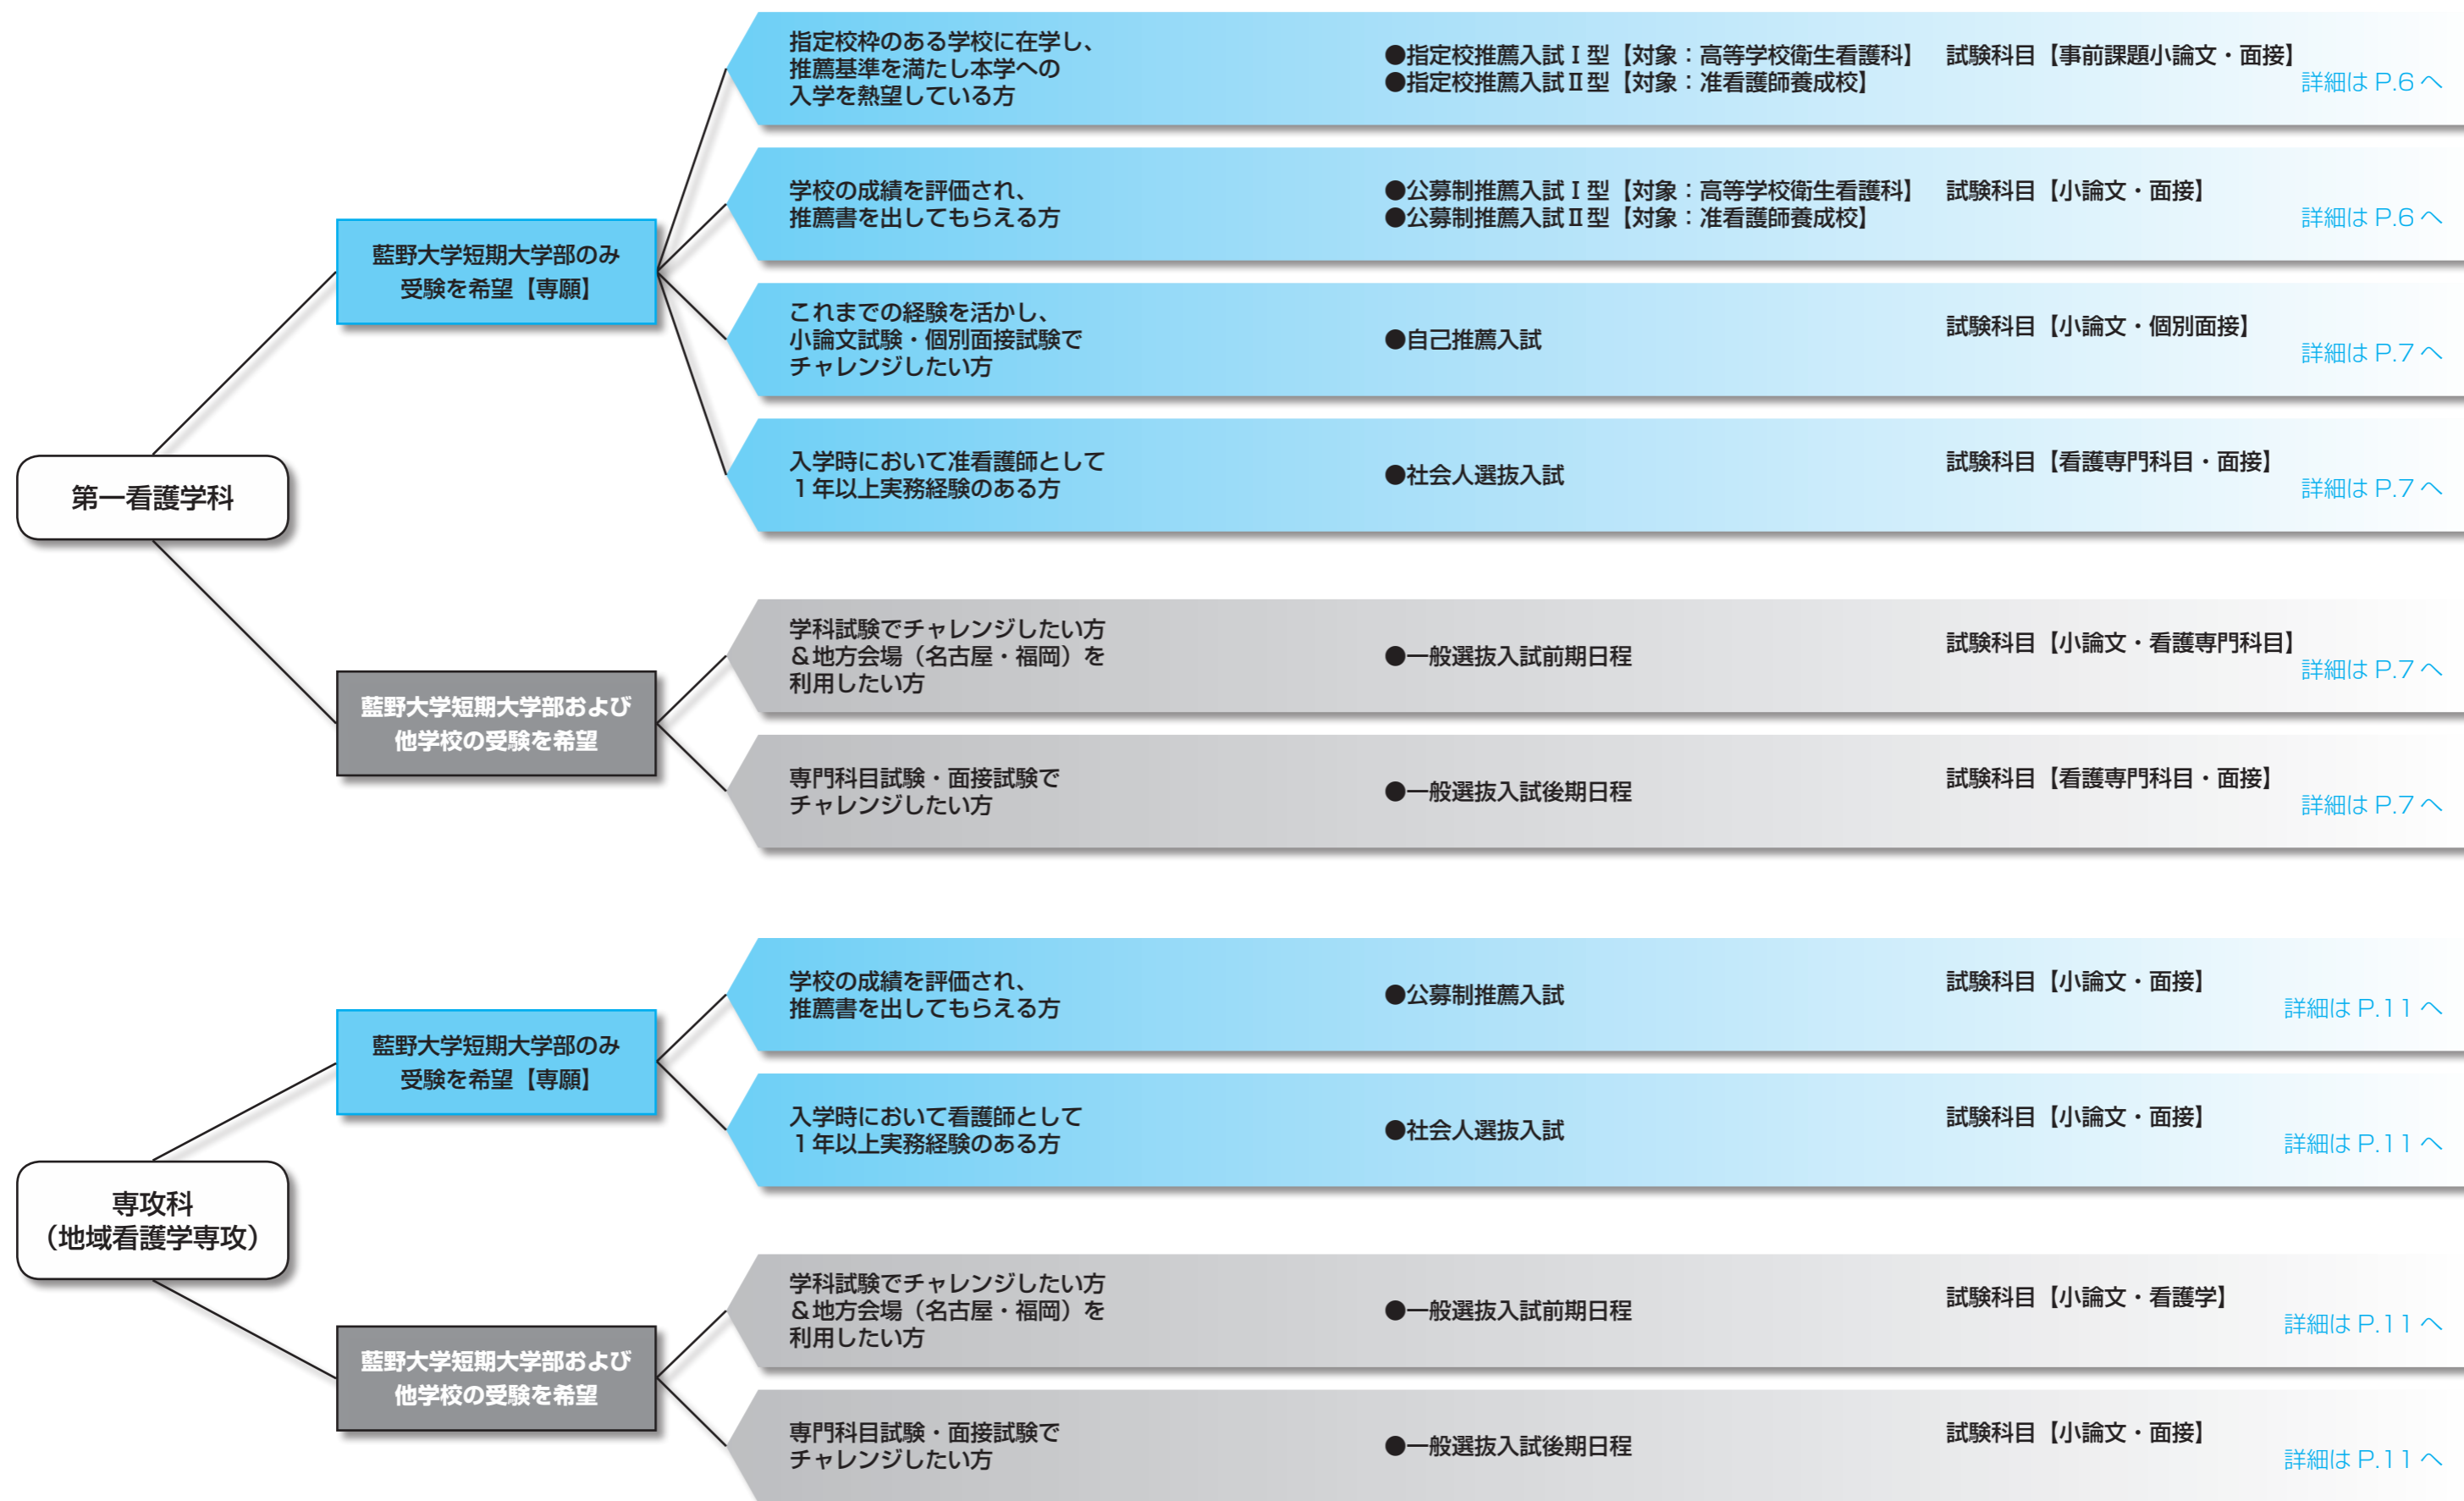 第一看護学科
藍野大学短期大学部のみ
受験を希望【専願】
指定校枠のある学校に在学し、
推薦基準を満たし本学への
入学を熱望している方
●指定校推薦入試Ⅰ型【対象：高等学校衛生看護科】
●指定校推薦入試Ⅱ型【対象：准看護師養成校】
試験科目【事前課題小論文・面接】
詳細は P.6 へ
学校の成績を評価され、
推薦書を出してもらえる方
●公募制推薦入試Ⅰ型【対象：高等学校衛生看護科】
●公募制推薦入試Ⅱ型【対象：准看護師養成校】
試験科目【小論文・面接】
詳細は P.6 へ
これまでの経験を活かし、
小論文試験・個別面接試験で
チャレンジしたい方
●自己推薦入試
試験科目【小論文・個別面接】
詳細は P.7 へ
入学時において准看護師として
１年以上実務経験のある方
●社会人選抜入試
試験科目【看護専門科目・面接】
詳細は P.7 へ
藍野大学短期大学部および
他学校の受験を希望
学科試験でチャレンジしたい方
＆地方会場（名古屋・福岡）を
利用したい方
●一般選抜入試前期日程
試験科目【小論文・看護専門科目】
詳細は P.7 へ
専門科目試験・面接試験で
チャレンジしたい方
●一般選抜入試後期日程
試験科目【看護専門科目・面接】
詳細は P.7 へ
専攻科
（地域看護学専攻）
藍野大学短期大学部のみ
受験を希望【専願】
学校の成績を評価され、
推薦書を出してもらえる方
●公募制推薦入試
試験科目【小論文・面接】
詳細は P.11 へ
入学時において看護師として
１年以上実務経験のある方
●社会人選抜入試
試験科目【小論文・面接】
詳細は P.11 へ
藍野大学短期大学部および
他学校の受験を希望
学科試験でチャレンジしたい方
＆地方会場（名古屋・福岡）を
利用したい方
●一般選抜入試前期日程
試験科目【小論文・看護学】
詳細は P.11 へ
専門科目試験・面接試験で
チャレンジしたい方
●一般選抜入試後期日程
試験科目【小論文・面接】
詳細は P.11 へ